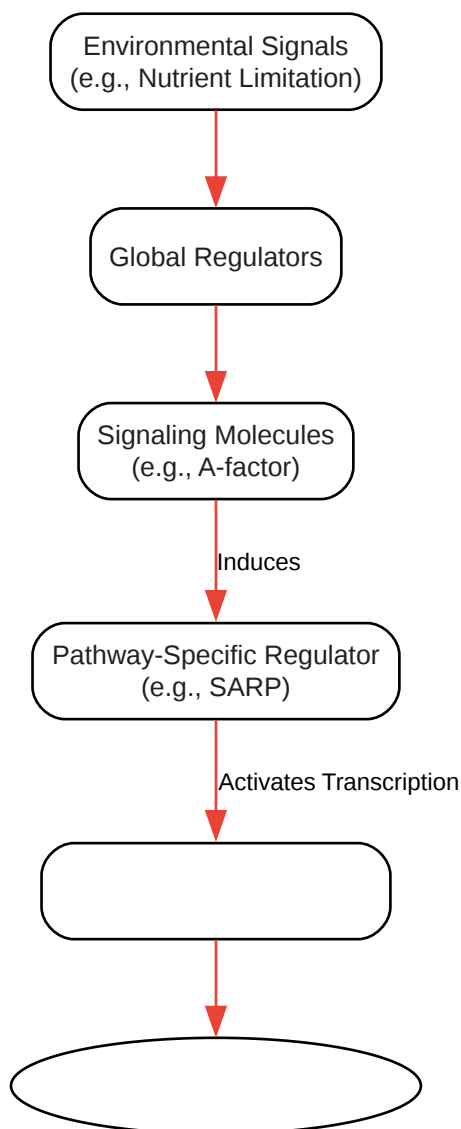 Environmental Signals
(e.g., Nutrient Limitation)
Global Regulators
Signaling Molecules
(e.g., A-factor)
Induces
Pathway-Specific Regulator
(e.g., SARP)
Activates Transcription